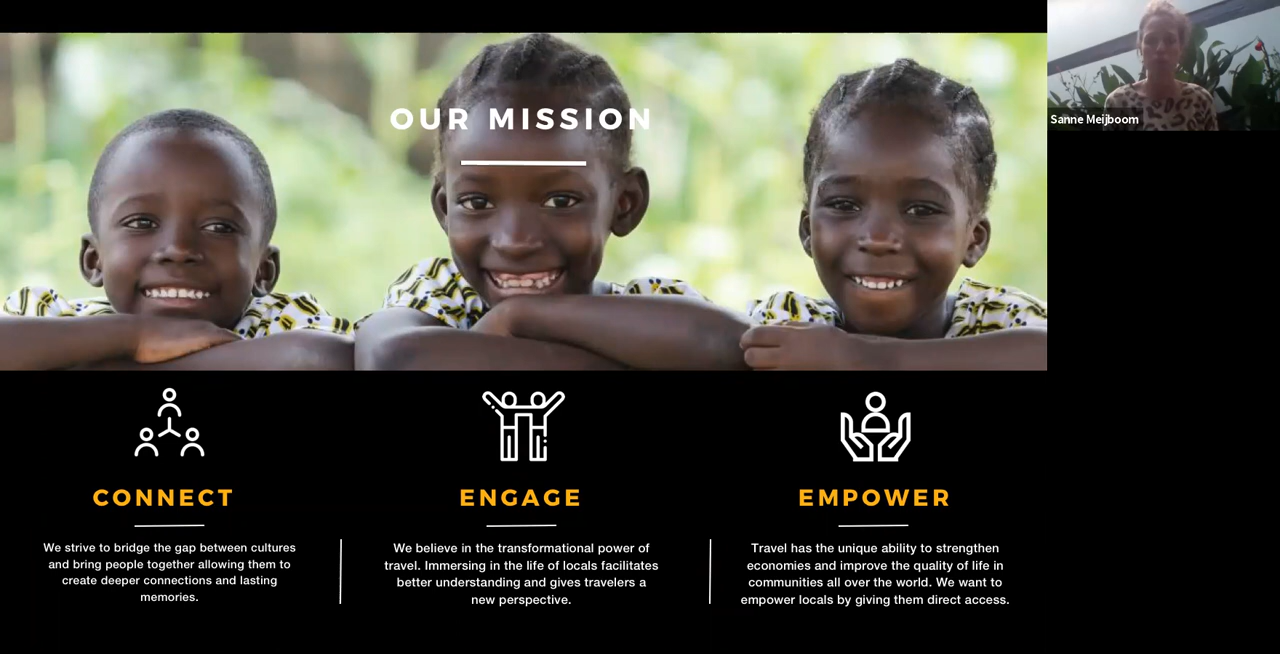 OUR MISSION
Sanne Meijboom
CONNECT
We strive to bridge the gap between cultures
and bring people together allowing them to
create deeper connections and lasting
memories.
ENGAGE
We believe in the transformational power of
travel. Immersing in the life of locals facilitates
better understanding and gives travelers a
new perspective.
EMPOWER
Travel has the unique ability to strengthen
economies and improve the quality of life in
communities all over the world. We want to
empower locals by giving them direct access.